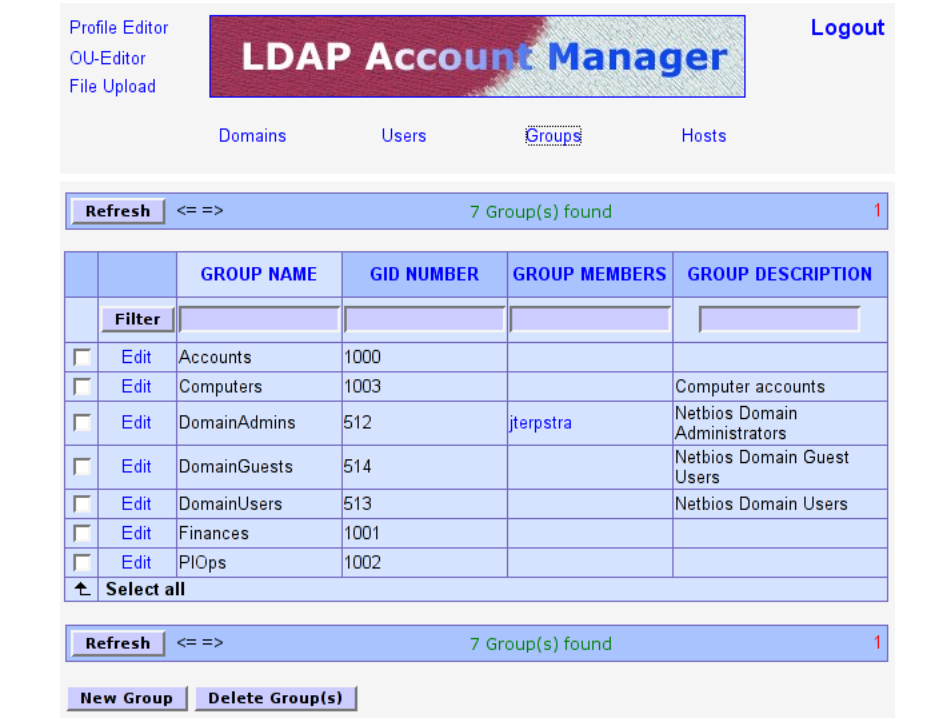 Profile Editor
OU-Editor
File Upload
LDAP Account Manager
Logout
Domains Users Groups Hosts
Refresh <= => 7 Group(s) found 1
GROUP NAME GID NUMBER GROUP MEMBERS GROUP DESCRIPTION
Filter
Edit Accounts 1000
Edit Computers 1003 Computer accounts
Edit DomainAdmins 512 jterpstra Netbios Domain
Administrators
Edit DomainGuests 514 Netbios Domain Guest
Users
Edit DomainUsers 513 Netbios Domain Users
Edit Finances 1001
Edit PIOps 1002
Select all
Refresh <= => 7 Group(s) found 1
New Group Delete Group(s)